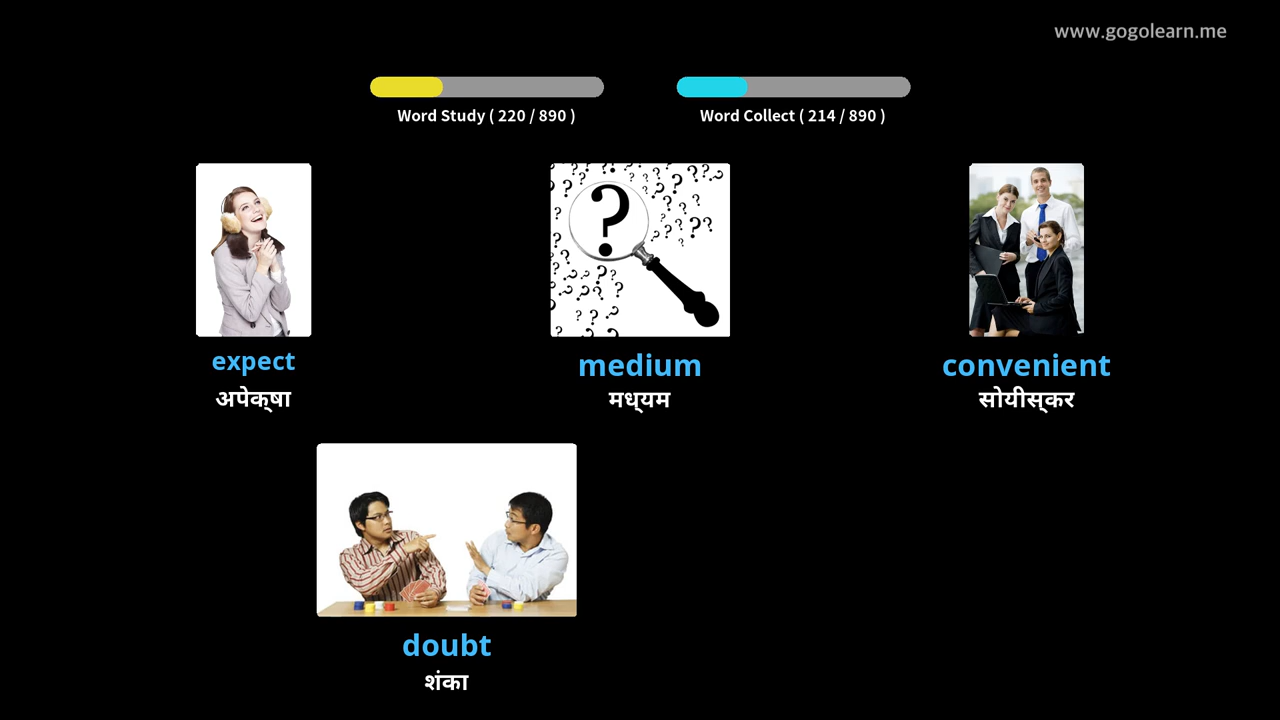 www.gogolearn.me
Word Study ( 220 / 890 )
Word Collect ( 214 / 890 )
expect
अपेक्षा
medium
मध्यम
convenient
सोयीस्कर
doubt
शंका